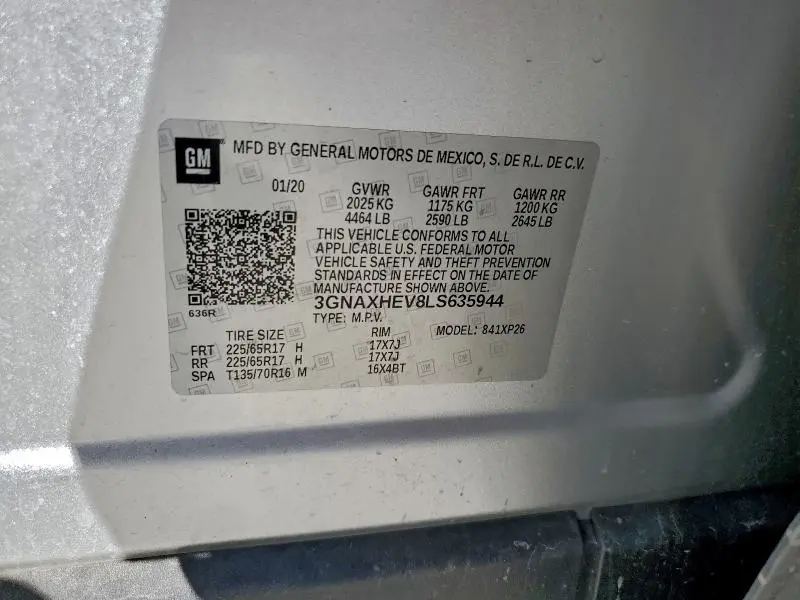 GM
MFD BY GENERAL MOTORS DE MEXICO, S. DE R.L. DE C.V.
01/20 GVWR GAWR FRT GAWR RR
2025 KG 1175 KG 1200 KG
4464 LB 2590 LB 2645 LB
THIS VEHICLE CONFORMS TO ALL
APPLICABLE U.S. FEDERAL MOTOR
VEHICLE SAFETY AND THEFT PREVENTION
STANDARDS IN EFFECT ON THE DATE OF
MANUFACTURE SHOWN ABOVE.
3GNAXHEV8LS635944
636R
TYPE: M.P.V.
TIRE SIZE RIM MODEL: 841XP26
FRT 225/65R17 H 17X7J
RR 225/65R17 H 17X7J
SPA T135/70R16 M 16X4BT